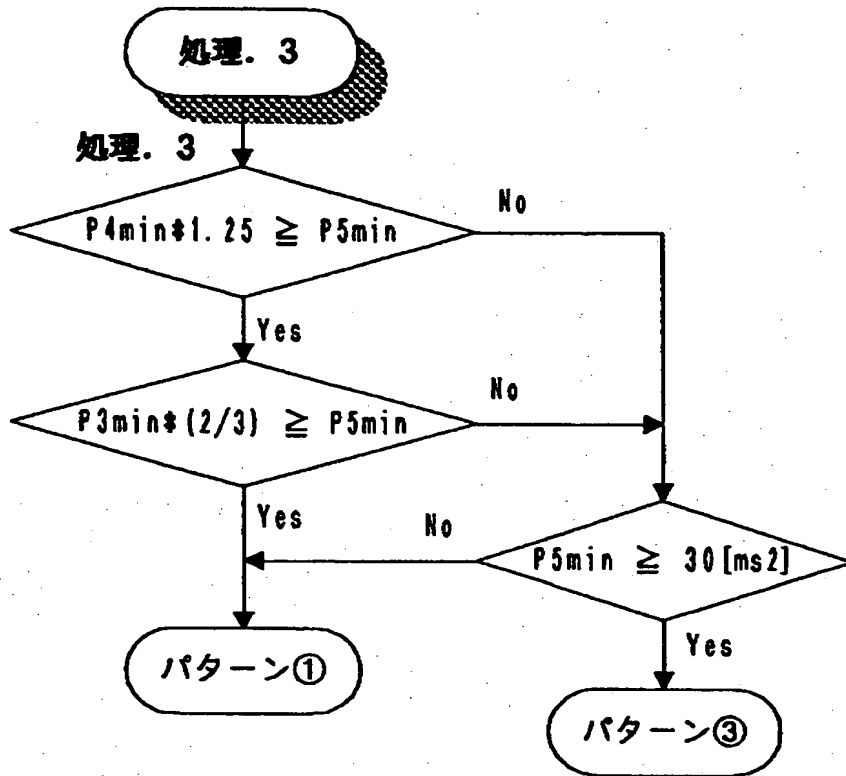 処理. 3
処理. 3
P4min*1.25 ≧ P5min
No
Yes
P3min*(2/3) ≧ P5min
No
Yes
No
P5min ≧ 30[ms2]
Yes
パターン①
パターン③